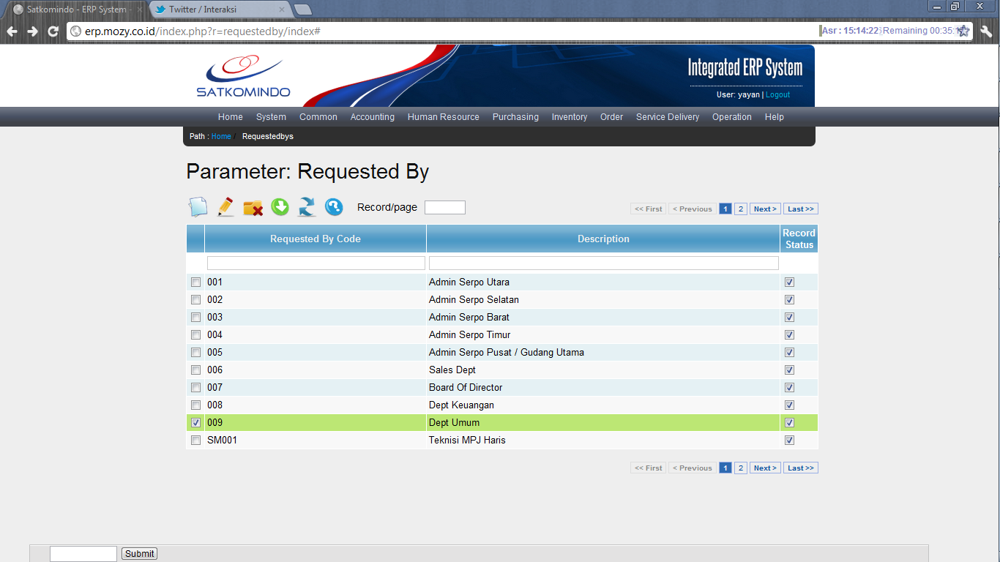 Satkomindo - ERP System -
Twitter / Interaksi
erp.mozy.co.id/index.php?r=requestedby/index#
Asr : 15:14:22 Remaining 00:35:
SATKOMINDO
Integrated ERP System
User: yayan | Logout
Home System Common Accounting Human Resource Purchasing Inventory Order Service Delivery Operation Help
Path : Home / Requestedbys
Parameter: Requested By
Record/page
<< First < Previous 1 2 Next > Last >>
Requested By Code Description Record Status
001 Admin Serpo Utara
002 Admin Serpo Selatan
003 Admin Serpo Barat
004 Admin Serpo Timur
005 Admin Serpo Pusat / Gudang Utama
006 Sales Dept
007 Board Of Director
008 Dept Keuangan
009 Dept Umum
SM001 Teknisi MPJ Haris
<< First < Previous 1 2 Next > Last >>
Submit